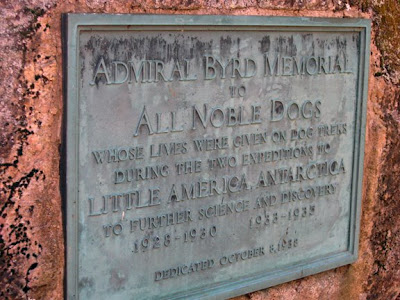 ADMIRAL BYRD MEMORIAL
TO
ALL NOBLE DOGS
WHOSE LIVES WERE GIVEN ON DOG TREKS
DURING THE TWO EXPEDITIONS TO
LITTLE AMERICA, ANTARCTICA
TO FURTHER SCIENCE AND DISCOVERY
1928-1930 1933-1935
DEDICATED OCTOBER 8, 1938